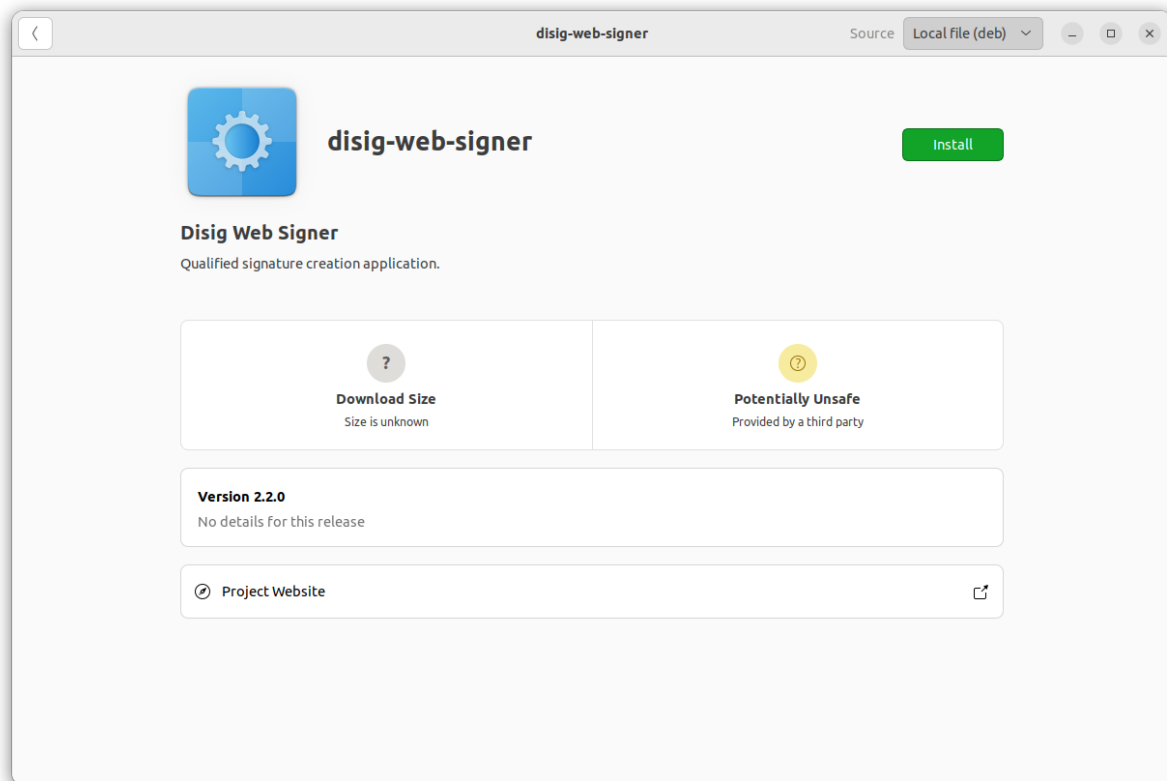 disig-web-signer
Source
Local file (deb)
disig-web-signer
Install
Disig Web Signer
Qualified signature creation application.
?
Download Size
Size is unknown
?
Potentially Unsafe
Provided by a third party
Version 2.2.0
No details for this release
Project Website